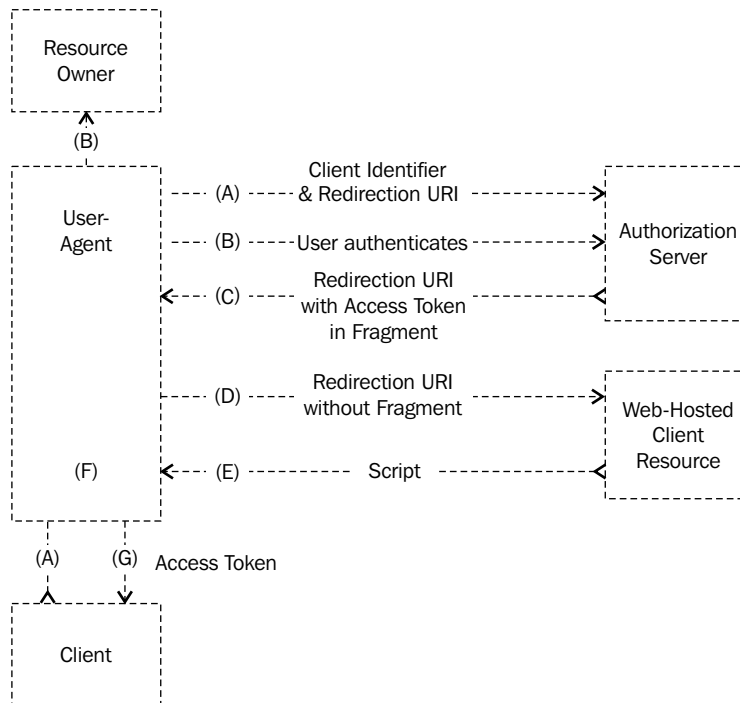 Resource
Owner
(B)
Client Identifier
(A)
& Redirection URI
User-
Agent
(B)
User authenticates
Authorization
Server
Redirection URI
(C)
with Access Token
in Fragment
Redirection URI
(D)
without Fragment
Web-Hosted
Client
Resource
(F)
(E)
Script
(A)
(G)
Access Token
Client